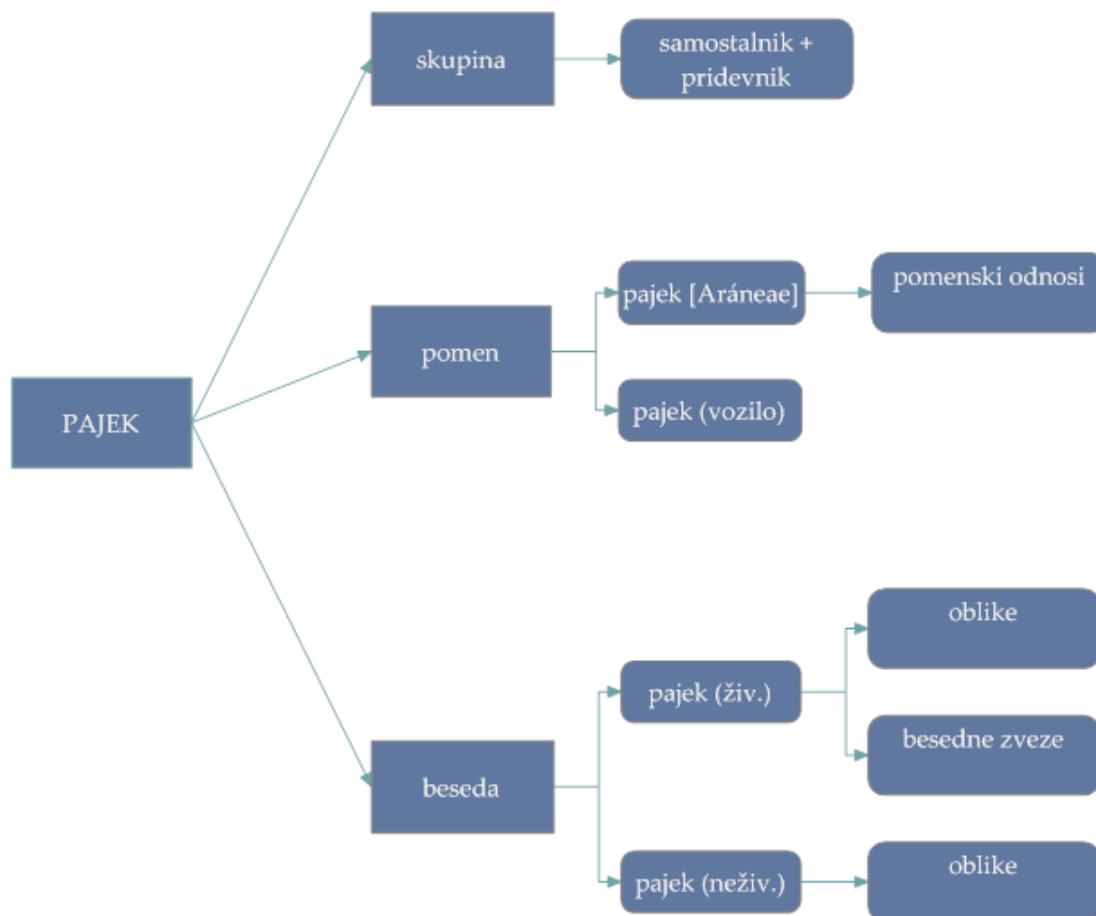 skupina
samostalnik +
pridevnik
pajek [Aráneae]
pomenski odnosi
pomen
PAJEK
pajek (vozilo)
oblike
pajek (živ.)
besedne zveze
beseda
pajek (neživ.)
oblike